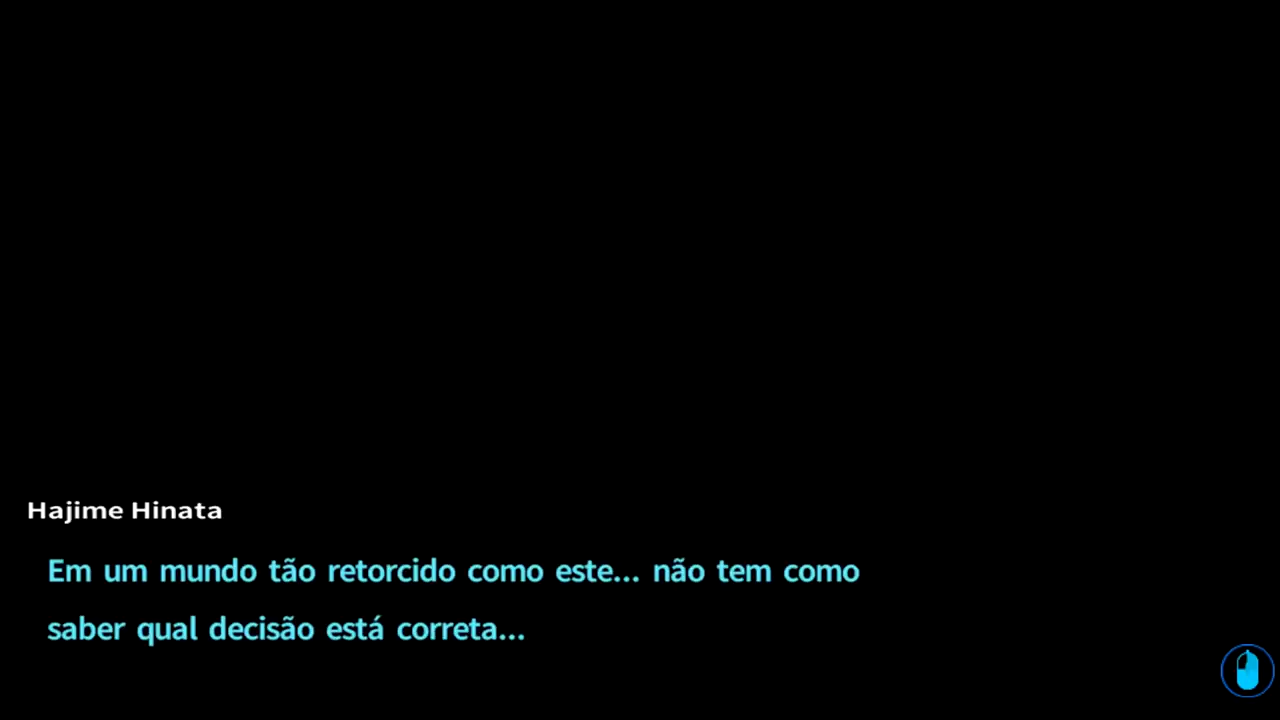 Hajime Hinata
Em um mundo tão retorcido como este... não tem como
saber qual decisão está correta...